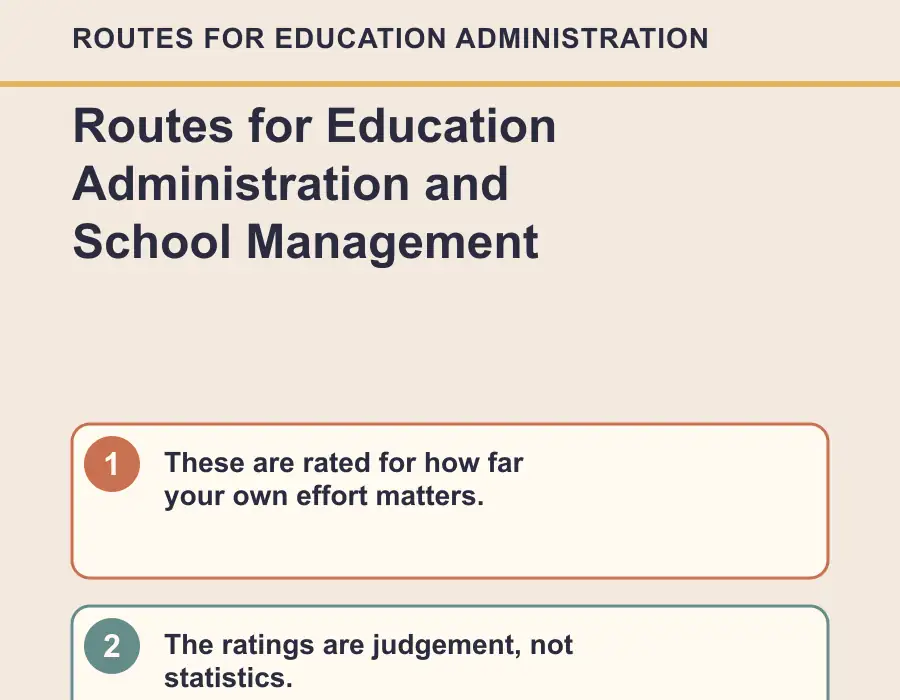 ROUTES FOR EDUCATION ADMINISTRATION
Routes for Education
Administration and
School Management
1
These are rated for how far
your own effort matters.
2
The ratings are judgement, not
statistics.